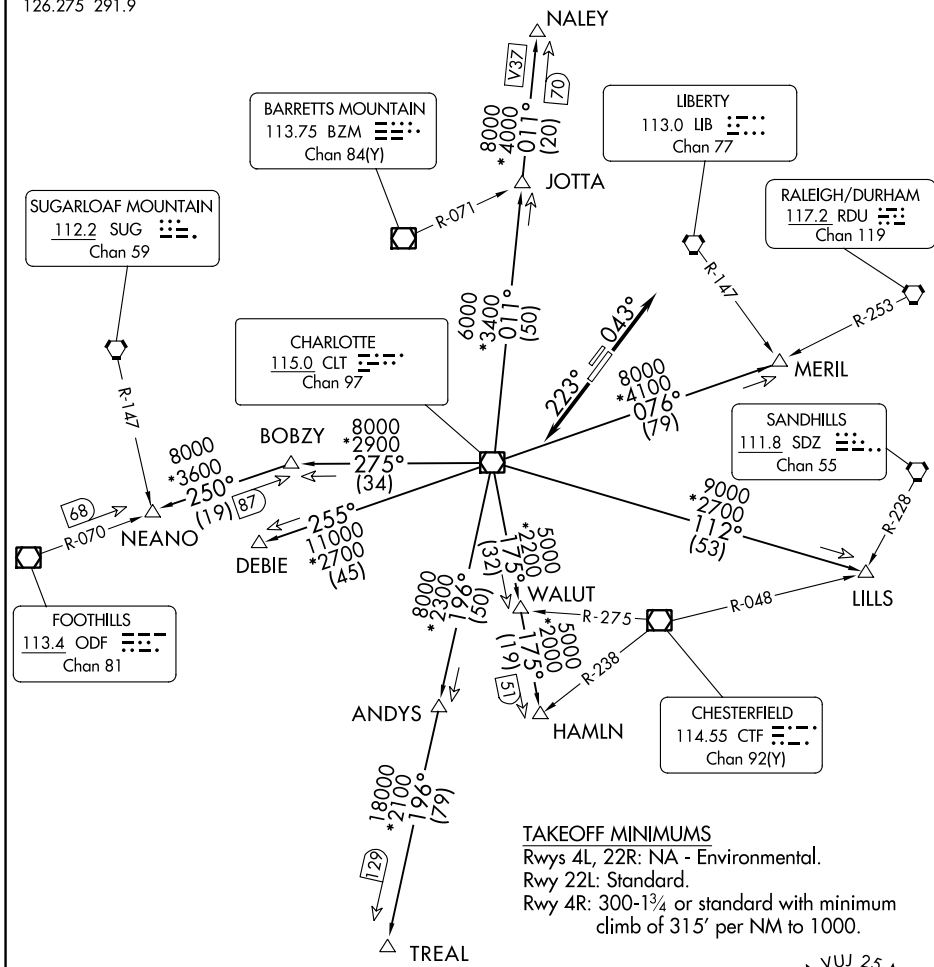 126.275 291.9
NALEY
V37
70
8000
*4000
011°
(20)
BARRETTS MOUNTAIN
113.75 BZM
Chan 84(Y)
LIBERTY
113.0 LIB
Chan 77
JOTTA
R-071
SUGARLOAF MOUNTAIN
112.2 SUG
Chan 59
RALEIGH/DURHAM
117.2 RDU
Chan 119
R-147
R-253
6000
*3400
011°
(50)
CHARLOTTE
115.0 CLT
Chan 97
043°
223°
MERIL
8000
*4100
076°
(79)
R-147
BOBZY
8000
*2900
275°
(34)
SANDHILLS
111.8 SDZ
Chan 55
8000
*3600
250°
(19)
87
68
R-070
NEANO
DEBIE
255°
11000
*2700
(45)
9000
*2700
112°
(53)
R-228
LILLS
5000
*2200
175°
(32)
WALUT
R-275
R-048
FOOTHILLS
113.4 ODF
Chan 81
8000
*2300
196°
(50)
5000
*2000
175°
(19)
51
R-238
ANDYS
HAMLN
CHESTERFIELD
114.55 CTF
Chan 92(Y)
18000
*2100
196°
(79)
129
TREAL
TAKEOFF MINIMUMS
Rwys 4L, 22R: NA - Environmental.
Rwy 22L: Standard.
Rwy 4R: 300-1¾ or standard with minimum
climb of 315' per NM to 1000.
VUJ 25